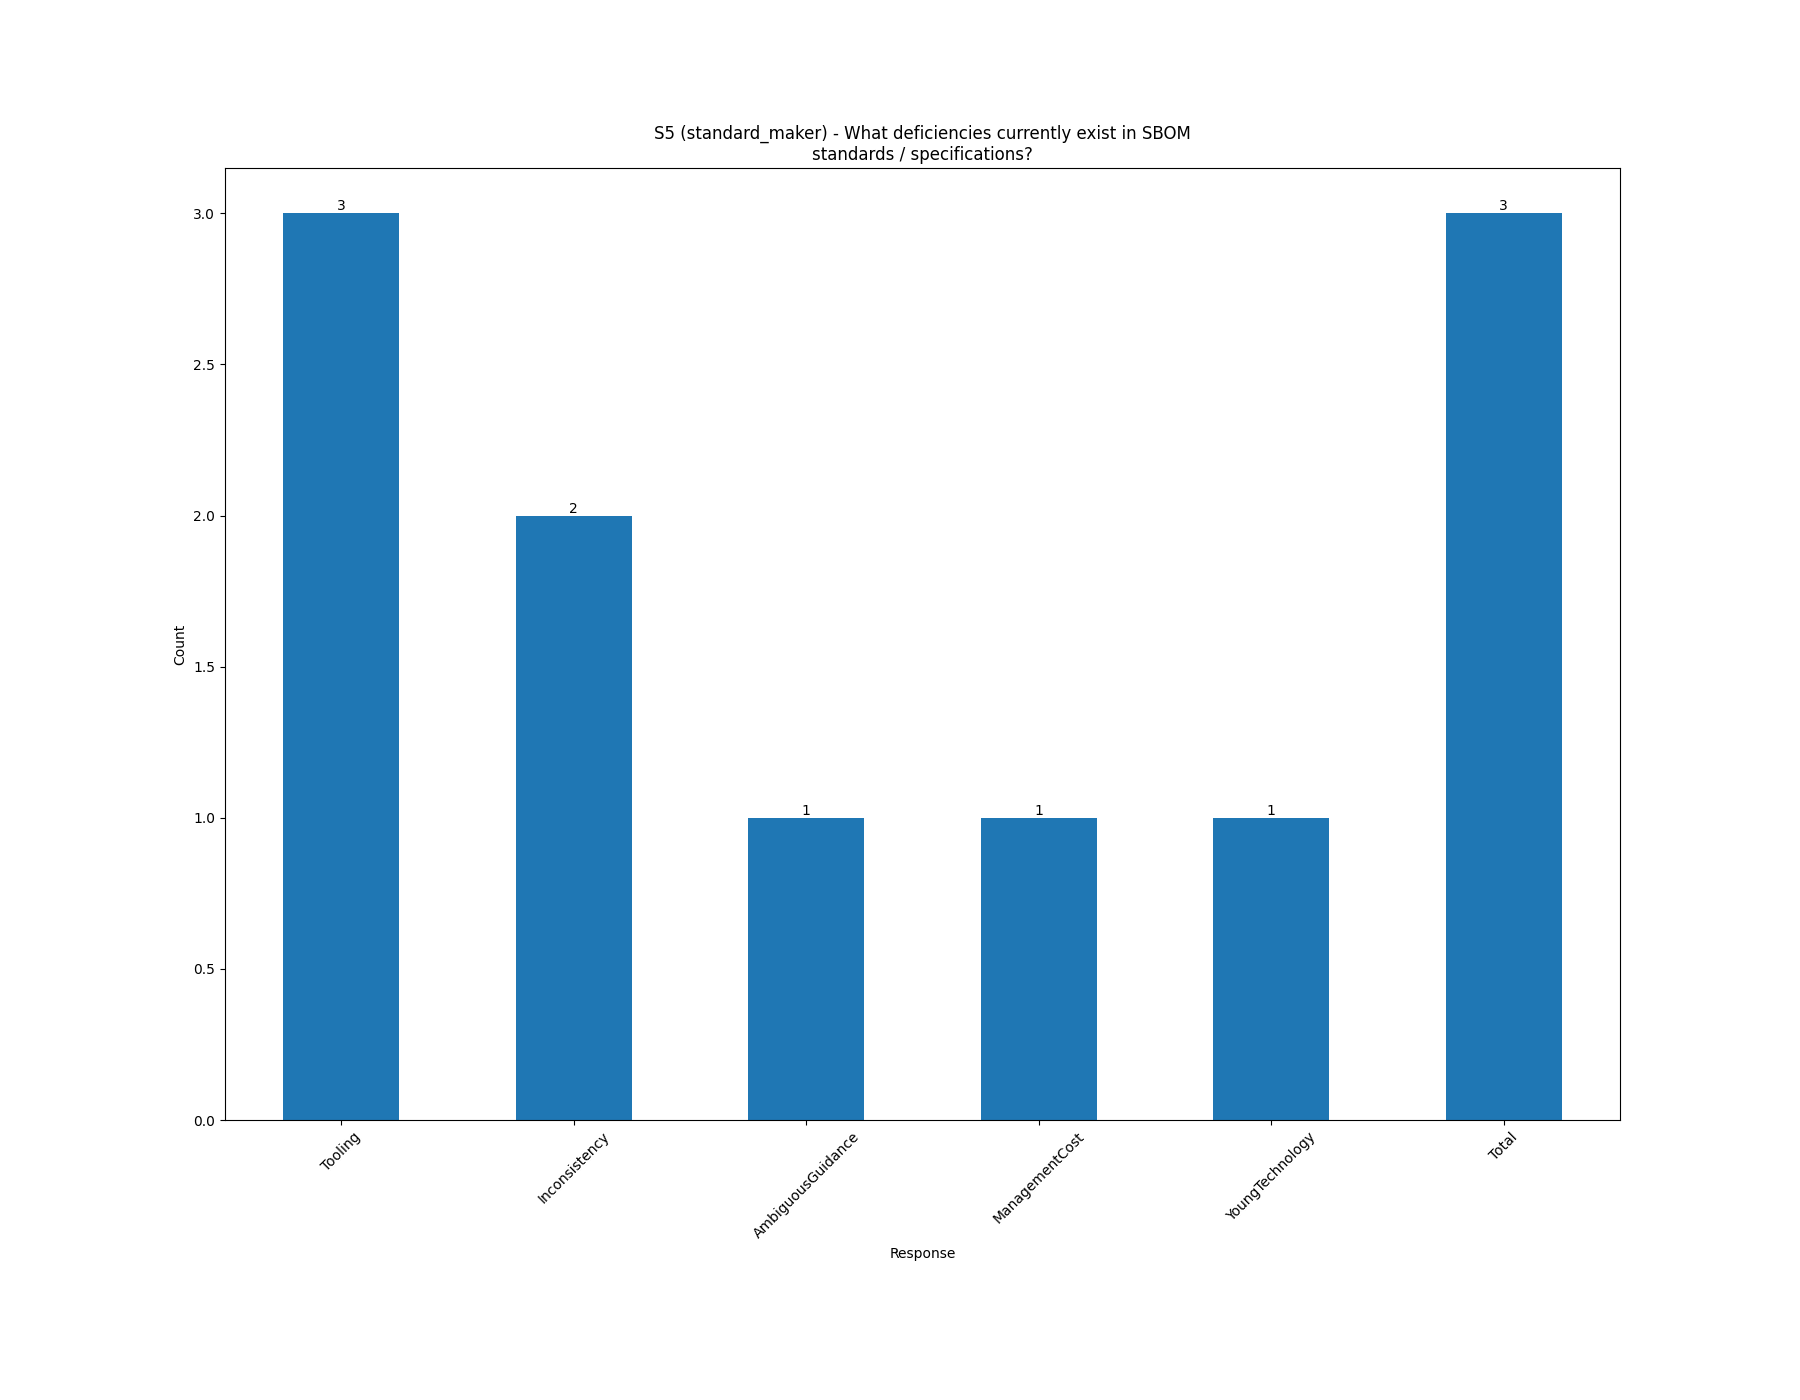 S5 (standard_maker) - What deficiencies currently exist in SBOM
standards / specifications?
Count
3.0
2.5
2.0
1.5
1.0
0.5
0.0
3
2
1
1
1
3
Tooling
Inconsistency
AmbiguousGuidance
ManagementCost
YoungTechnology
Total
Response